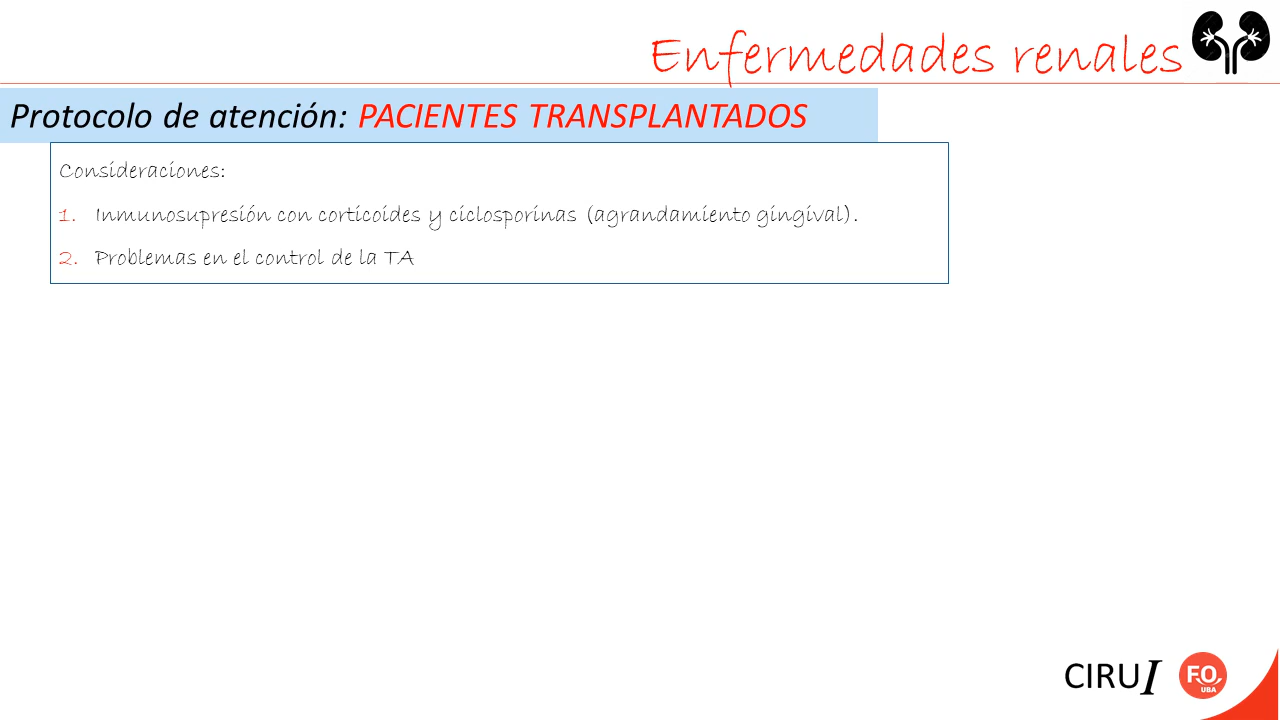 Enfermedades renales
Protocolo de atención: PACIENTES TRANSPLANTADOS
Consideraciones:
1. Inmunosupresión con corticoides y ciclosporinas (agrandamiento gingival).
2. Problemas en el control de la TA
CIRUI
F.O.
UBA